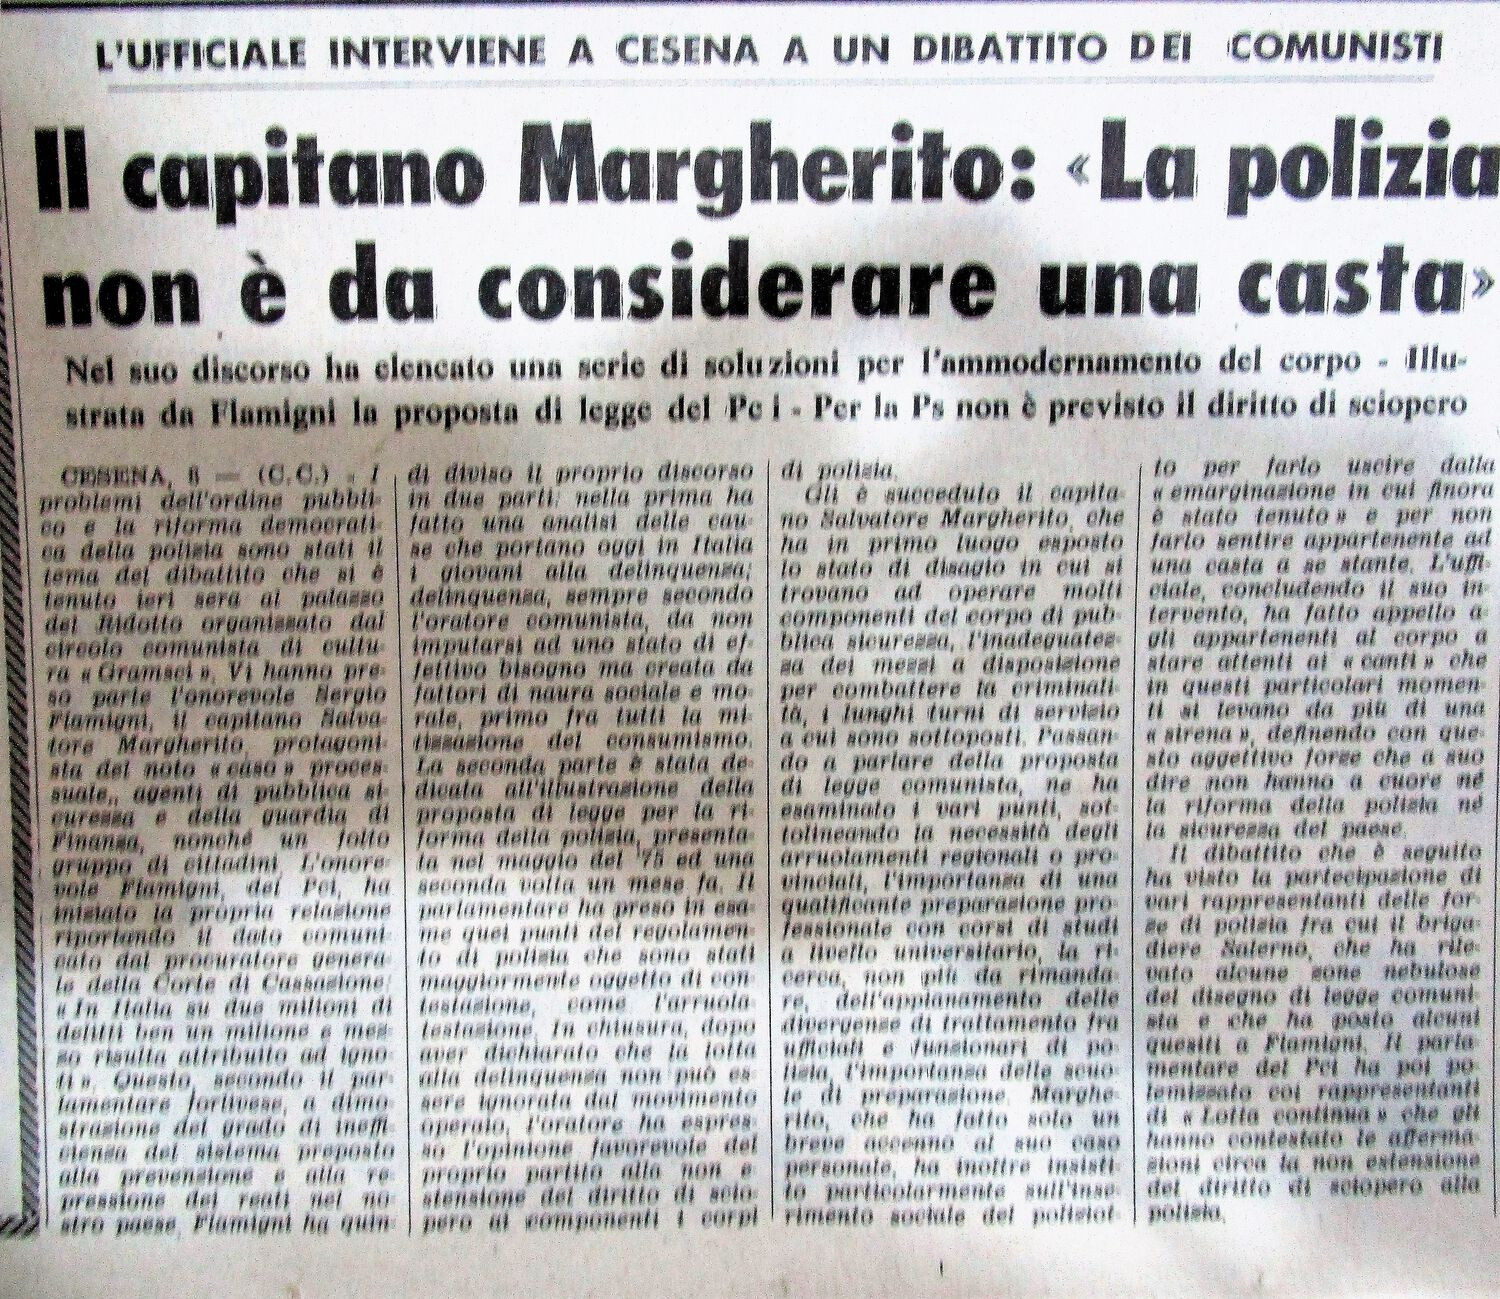 L'UFFICIALE INTERVIENE A CESENA A UN DIBATTITO DEI COMUNISTI
Il capitano Margherito: «La polizia
non è da considerare una casta»
Nel suo discorso ha elencato una serie di soluzioni per l'ammodernamento del corpo - Illu-
strata da Flamigni la proposta di legge del Pci - Per la Ps non è previsto il diritto di sciopero
CESENA, 8 — (C.C.) - I
problemi dell'ordine pubbli-
co e la riforma democrati-
ca della polizia sono stati il
tema del dibattito che si è
tenuto ieri sera al palazzo
del Ridotto organizzato dal
circolo comunista di cultu-
ra « Gramsci ». Vi hanno pre-
so parte l'onorevole Sergio
Flamigni, il capitano Salva-
tore Margherito, protagoni-
sta del noto « caso » proces-
suale,, agenti di pubblica si-
curezza e della guardia di
Finanza, nonché un folto
gruppo di cittadini. L'onore-
vole Flamigni, del Pci, ha
iniziato la propria relazione
riportando il dato comuni-
cato dal procuratore genera-
le della Corte di Cassazione:
« In Italia su due milioni di
delitti ben un milione e mez-
zo risulta attribuito ad igno-
ti ». Questo, secondo il par-
lamentare forlivese, a dimo-
strazione del grado di ineffi-
cienza del sistema preposto
alla prevenzione e alla re-
pressione dei reati nel no-
stro paese. Flamigni ha quin-
di diviso il proprio discorso
in due parti: nella prima ha
fatto una analisi delle cau-
se che portano oggi in Italia
i giovani alla delinquenza;
delinquenza, sempre secondo
l'oratore comunista, da non
imputarsi ad uno stato di ef-
fettivo bisogno ma creata da
fattori di naura sociale e mo-
rale, primo fra tutti la mi-
tizzazione del consumismo.
La seconda parte è stata de-
dicata all'illustrazione della
proposta di legge per la ri-
forma della polizia, presenta-
ta nel maggio del '75 ed una
seconda volta un mese fa. Il
parlamentare ha preso in esa-
me quei punti del regolamen-
to di polizia che sono stati
maggiormente oggetto di con-
testazione, come l'arruola-
testazione. In chiusura, dopo
aver dichiarato che la lotta
alla delinquenza non può es-
sere ignorata dal movimento
operaio, l'oratore ha espres-
so l'opinione favorevole del
proprio partito alla non e-
stensione del diritto di scio-
pero ai componenti i corpi
di polizia.
Gli è succeduto il capita-
no Salvatore Margherito, che
ha in primo luogo esposto
lo stato di disagio in cui si
trovano ad operare molti
componenti del corpo di pub-
blica sicurezza, l'inadeguatez-
za dei mezzi a disposizione
per combattere la criminali-
tà, i lunghi turni di servizio
a cui sono sottoposti. Passan-
do a parlare della proposta
di legge comunista, ne ha
esaminato i vari punti, sot-
tolineando la necessità degli
arruolamenti regionali o pro-
vinciali, l'importanza di una
qualificante preparazione pro-
fessionale con corsi di studi
a livello universitario, la ri-
cerca, non più da rimanda-
re, dell'appianamento delle
divergenze di trattamento fra
ufficiali e funzionari di po-
lizia, l'importanza delle scuo-
le di preparazione. Marghe-
rito, che ha fatto solo un
breve accenno al suo caso
personale, ha inoltre insisti-
to particolarmente sull'inse-
rimento sociale del poliziot-
to per farlo uscire dalla
« emarginazione in cui finora
è stato tenuto » e per non
farlo sentire appartenente ad
una casta a se stante. L'uffi-
ciale, concludendo il suo in-
tervento, ha fatto appello a-
gli appartenenti al corpo a
stare attenti ai « canti » che
in questi particolari momen-
ti si levano da più di una
« sirena », definendo con que-
sto aggettivo forze che a suo
dire non hanno a cuore né
la riforma della polizia né
la sicurezza del paese.
Il dibattito che è seguito
ha visto la partecipazione di
vari rappresentanti delle for-
ze di polizia fra cui il briga-
diere Salerno, che ha rile-
vato alcune zone nebulose
del disegno di legge comuni-
sta e che ha posto alcuni
quesiti a Flamigni. Il parla-
mentare del Pci ha poi po-
lemizzato coi rappresentanti
di « Lotta continua » che gli
hanno contestato le afferma-
zioni circa la non estensione
del diritto di sciopero alla
polizia.